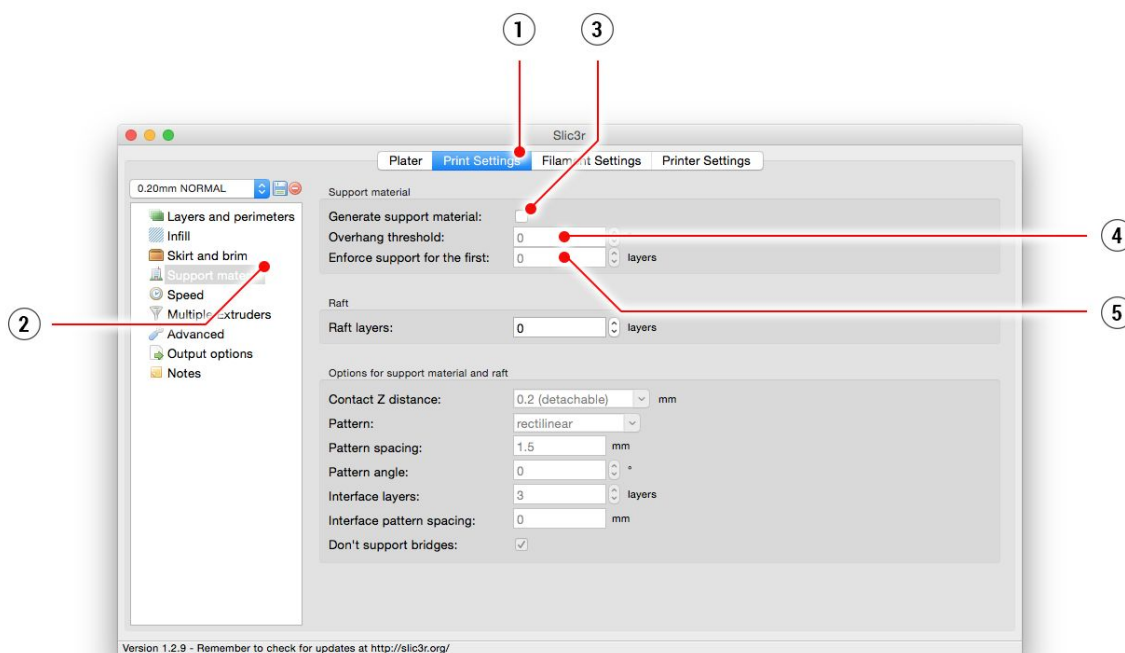 1
3
Slic3r
Plater Print Settings Filament Settings Printer Settings
0.20mm NORMAL
Layers and perimeters
Infill
Skirt and brim
Support material
Speed
Multiple Extruders
Advanced
Output options
Notes
2
Support material
Generate support material:
Overhang threshold: 0
4
Enforce support for the first: 0 layers
5
Raft
Raft layers: 0 layers
Options for support material and raft
Contact Z distance: 0.2 (detachable) mm
Pattern: rectilinear
Pattern spacing: 1.5 mm
Pattern angle: 0 °
Interface layers: 3 layers
Interface pattern spacing: 0 mm
Don't support bridges:
Version 1.2.9 - Remember to check for updates at http://slic3r.org/